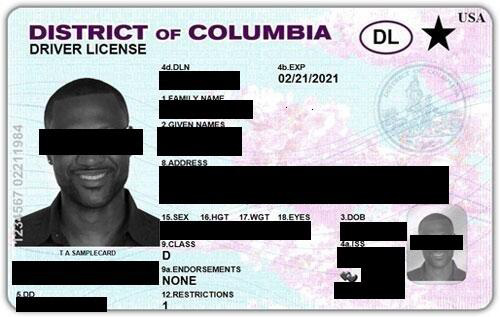 USA
DISTRICT OF COLUMBIA
DRIVER LICENSE
DL
4d.DLN
4b.EXP
02/21/2021
1.FAMILY NAME
2.GIVEN NAMES
8.ADDRESS
1234567 02211984
15.SEX 16.HGT 17.WGT 18.EYES 3.DOB
9.CLASS 4a.ISS
D
T A SAMPLECARD
9a.ENDORSEMENTS
NONE
5.DD
12.RESTRICTIONS
1